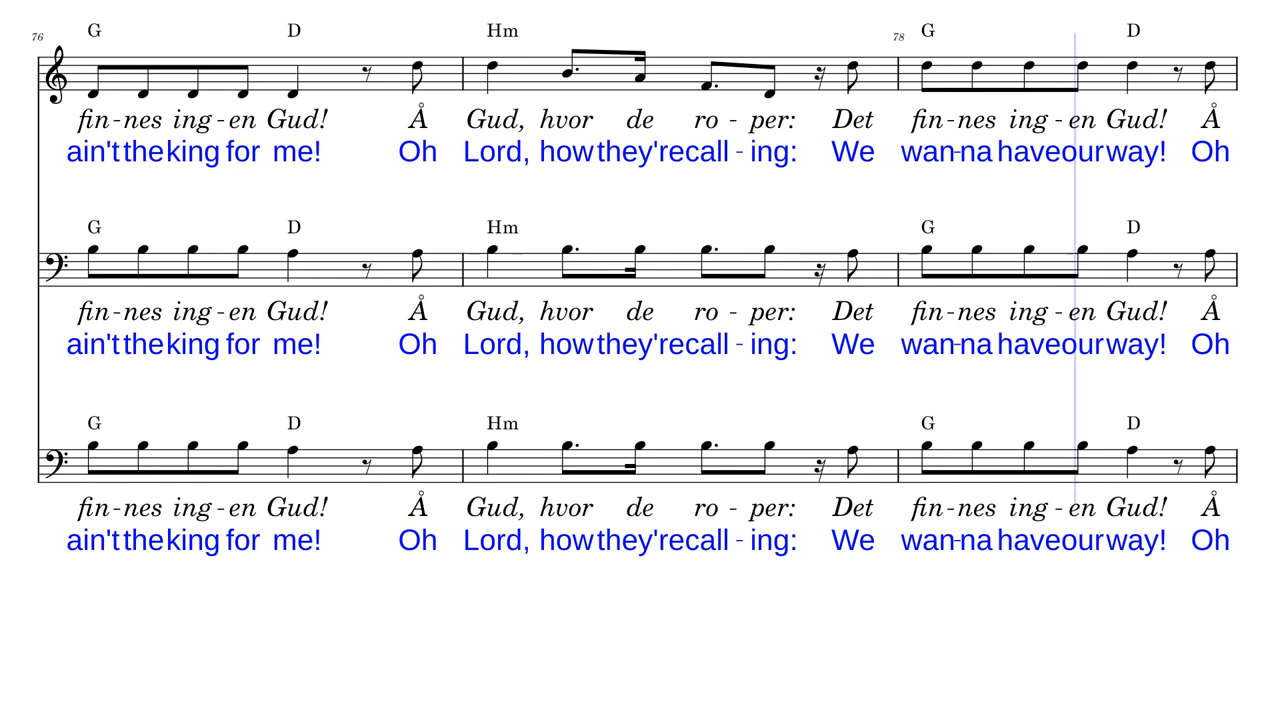 G D Hm G D
76 78
fin-nes ing-en Gud! Å Gud, hvor de ro-per: Det fin-nes ing-en Gud! Å
ain't the king for me! Oh Lord, how they're call-ing: We wan-na have our way! Oh
G D Hm G D
fin-nes ing-en Gud! Å Gud, hvor de ro-per: Det fin-nes ing-en Gud! Å
ain't the king for me! Oh Lord, how they're call-ing: We wan-na have our way! Oh
G D Hm G D
fin-nes ing-en Gud! Å Gud, hvor de ro-per: Det fin-nes ing-en Gud! Å
ain't the king for me! Oh Lord, how they're call-ing: We wan-na have our way! Oh